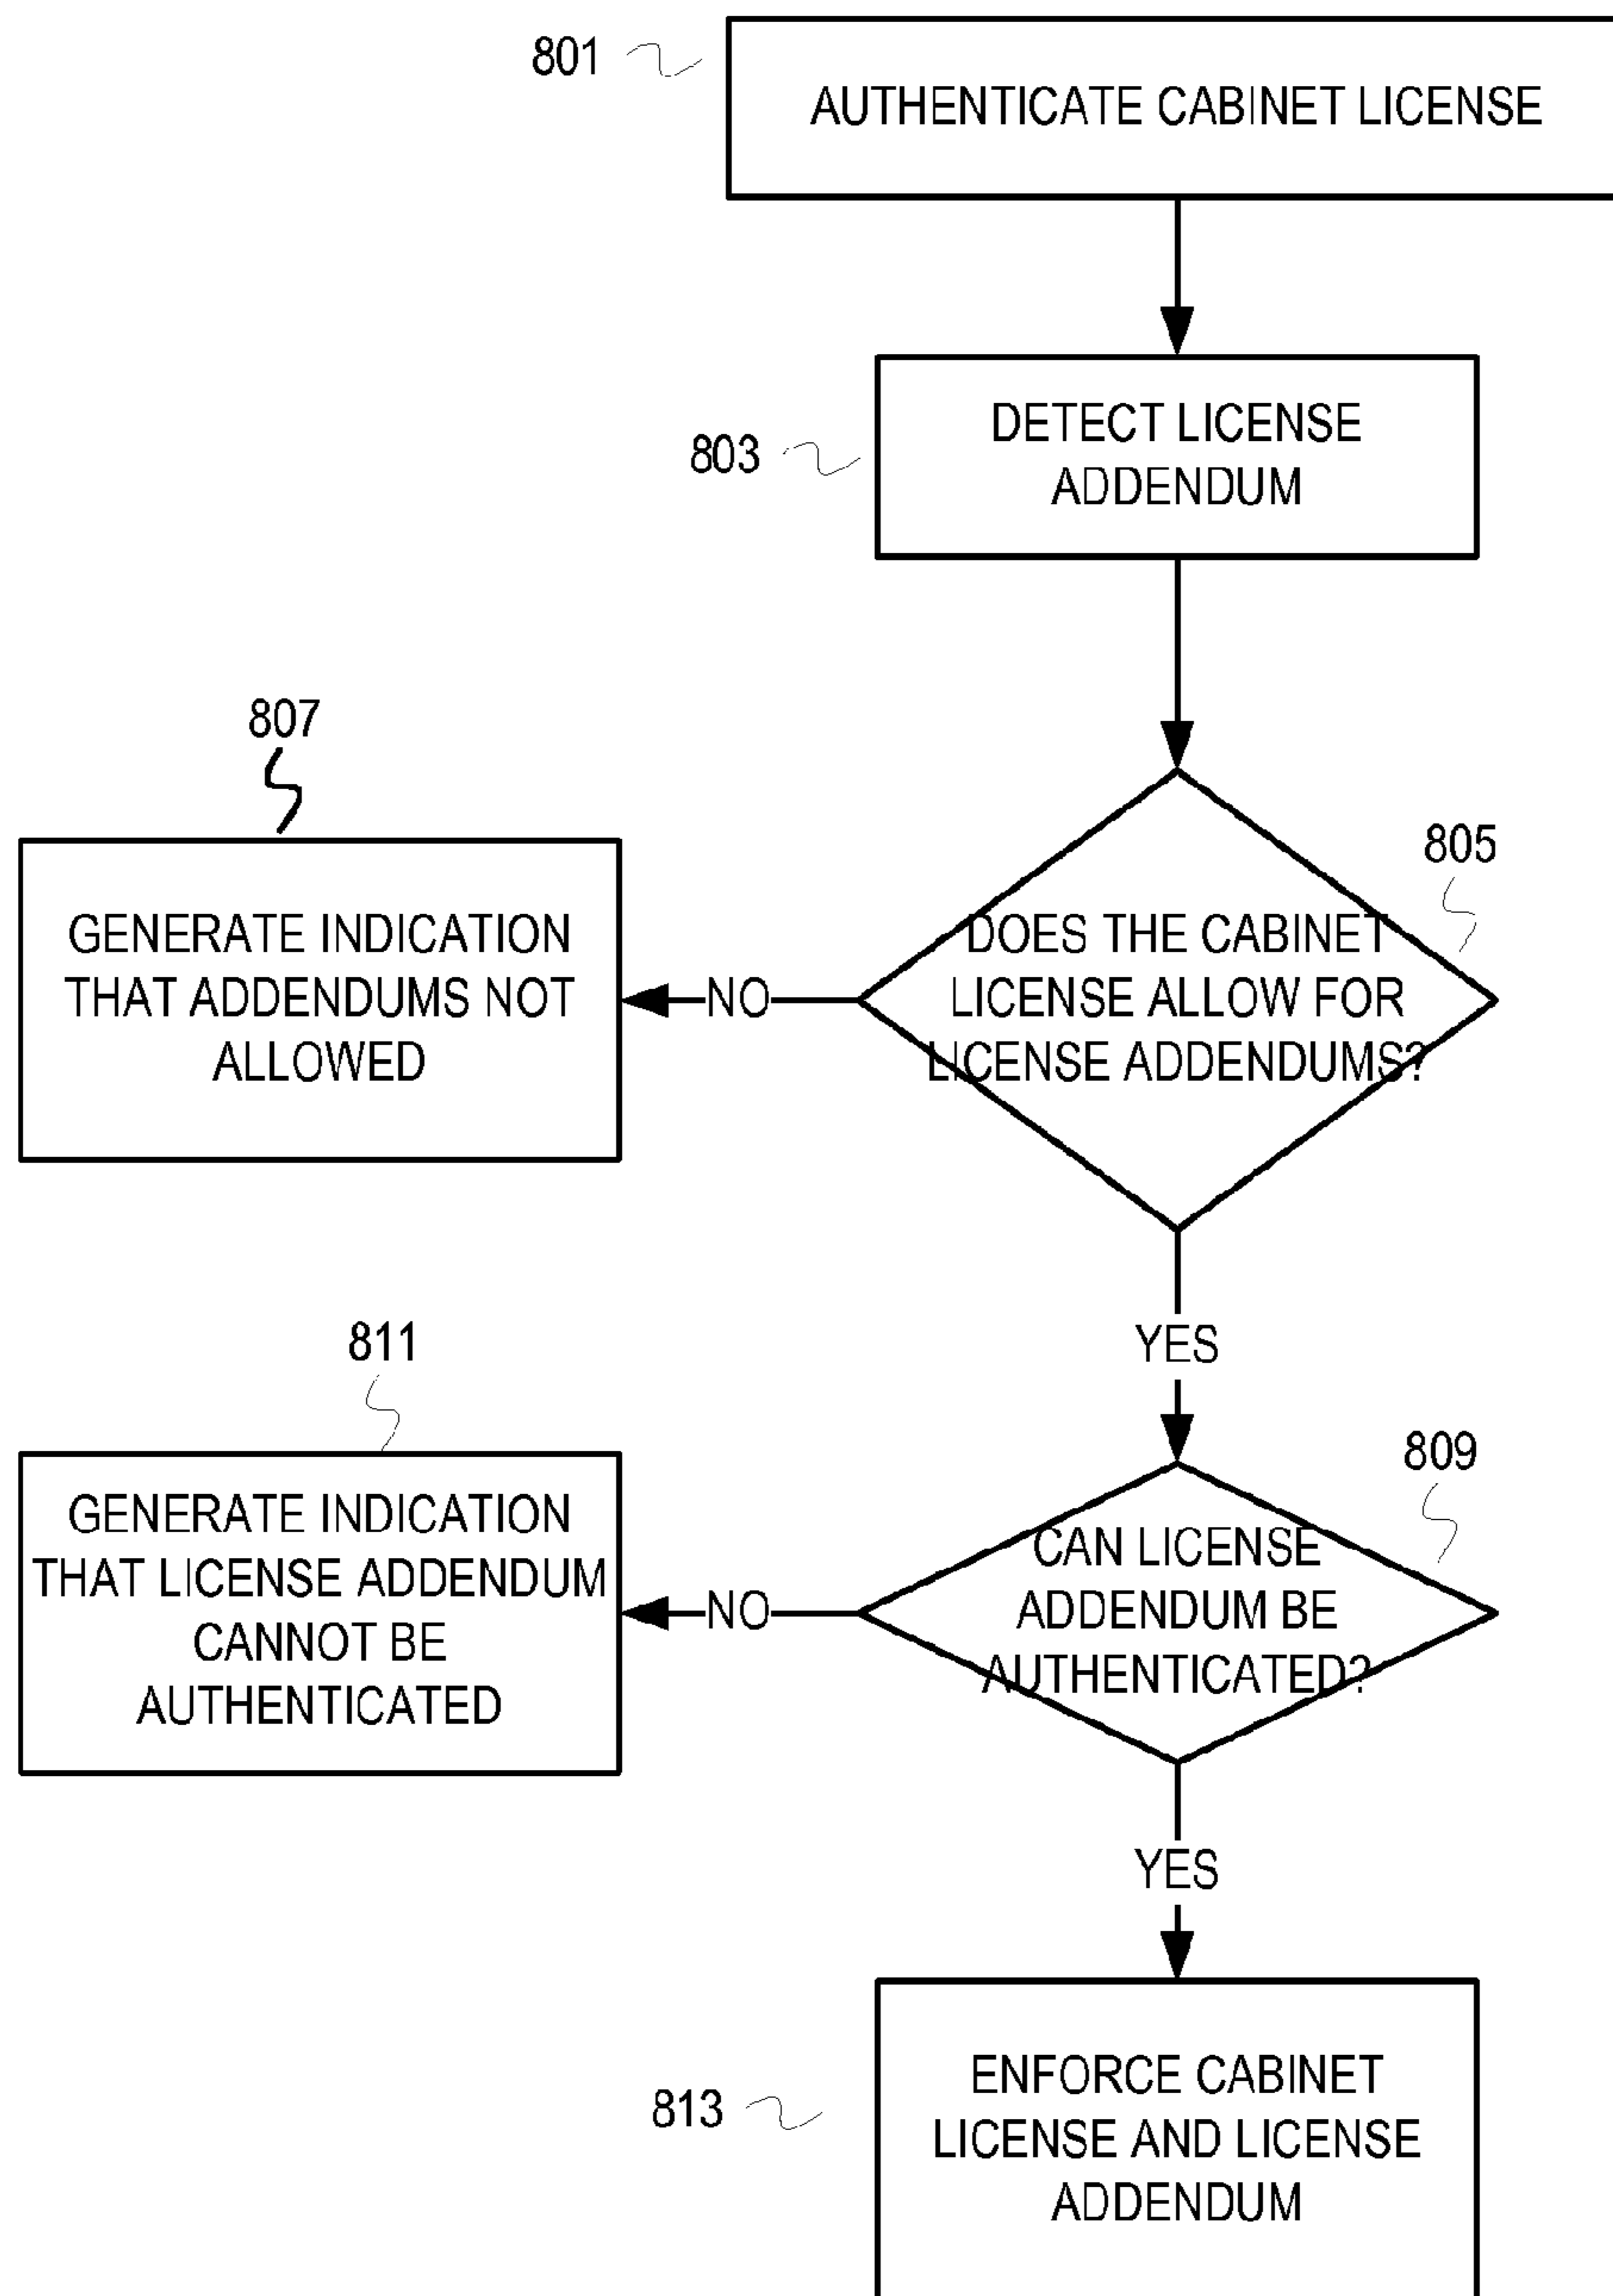 801
AUTHENTICATE CABINET LICENSE
803
DETECT LICENSE
ADDENDUM
807
805
GENERATE INDICATION
THAT ADDENDUMS NOT
ALLOWED
NO
DOES THE CABINET
LICENSE ALLOW FOR
LICENSE ADDENDUMS?
YES
811
809
GENERATE INDICATION
THAT LICENSE ADDENDUM
CANNOT BE
AUTHENTICATED
NO
CAN LICENSE
ADDENDUM BE
AUTHENTICATED?
YES
813
ENFORCE CABINET
LICENSE AND LICENSE
ADDENDUM